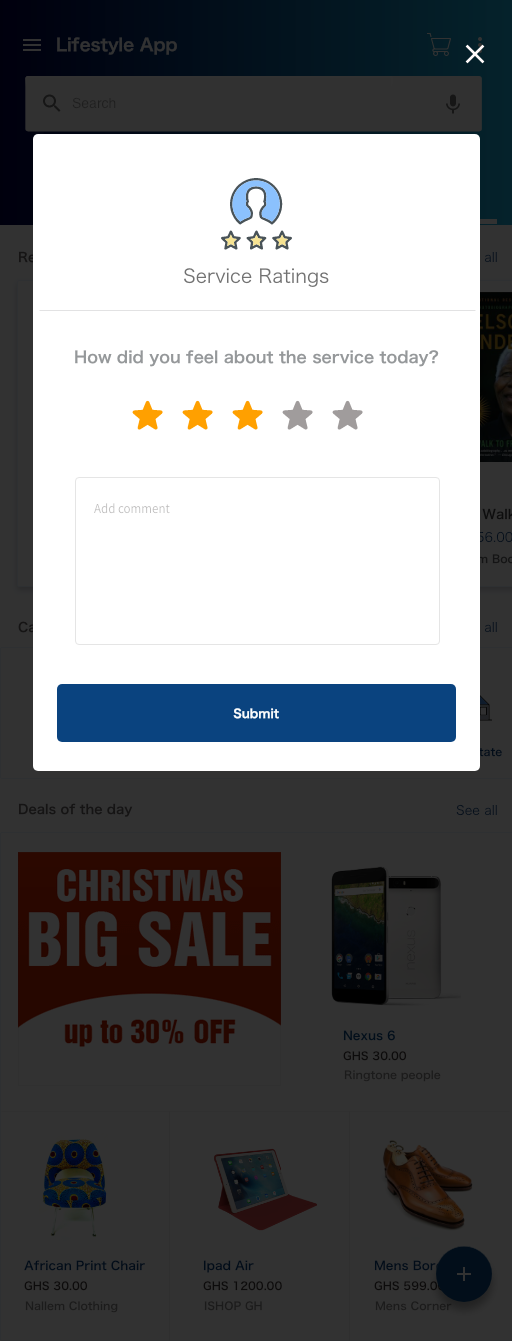 Lifestyle App
Search
Re
all
ELSO
NDE
LK TO F
Service Ratings
How did you feel about the service today?
Walk
56.00
m Boo
Add comment
Ca
all
Submit
tate
Deals of the day
See all
CHRISTMAS
BIG SALE
up to 30% OFF
nexus
Nexus 6
GHS 30.00
Ringtone people
African Print Chair
Ipad Air
Mens Bor
GHS 30.00
GHS 1200.00
GHS 599.0
Nallem Clothing
ISHOP GH
Mens Corner